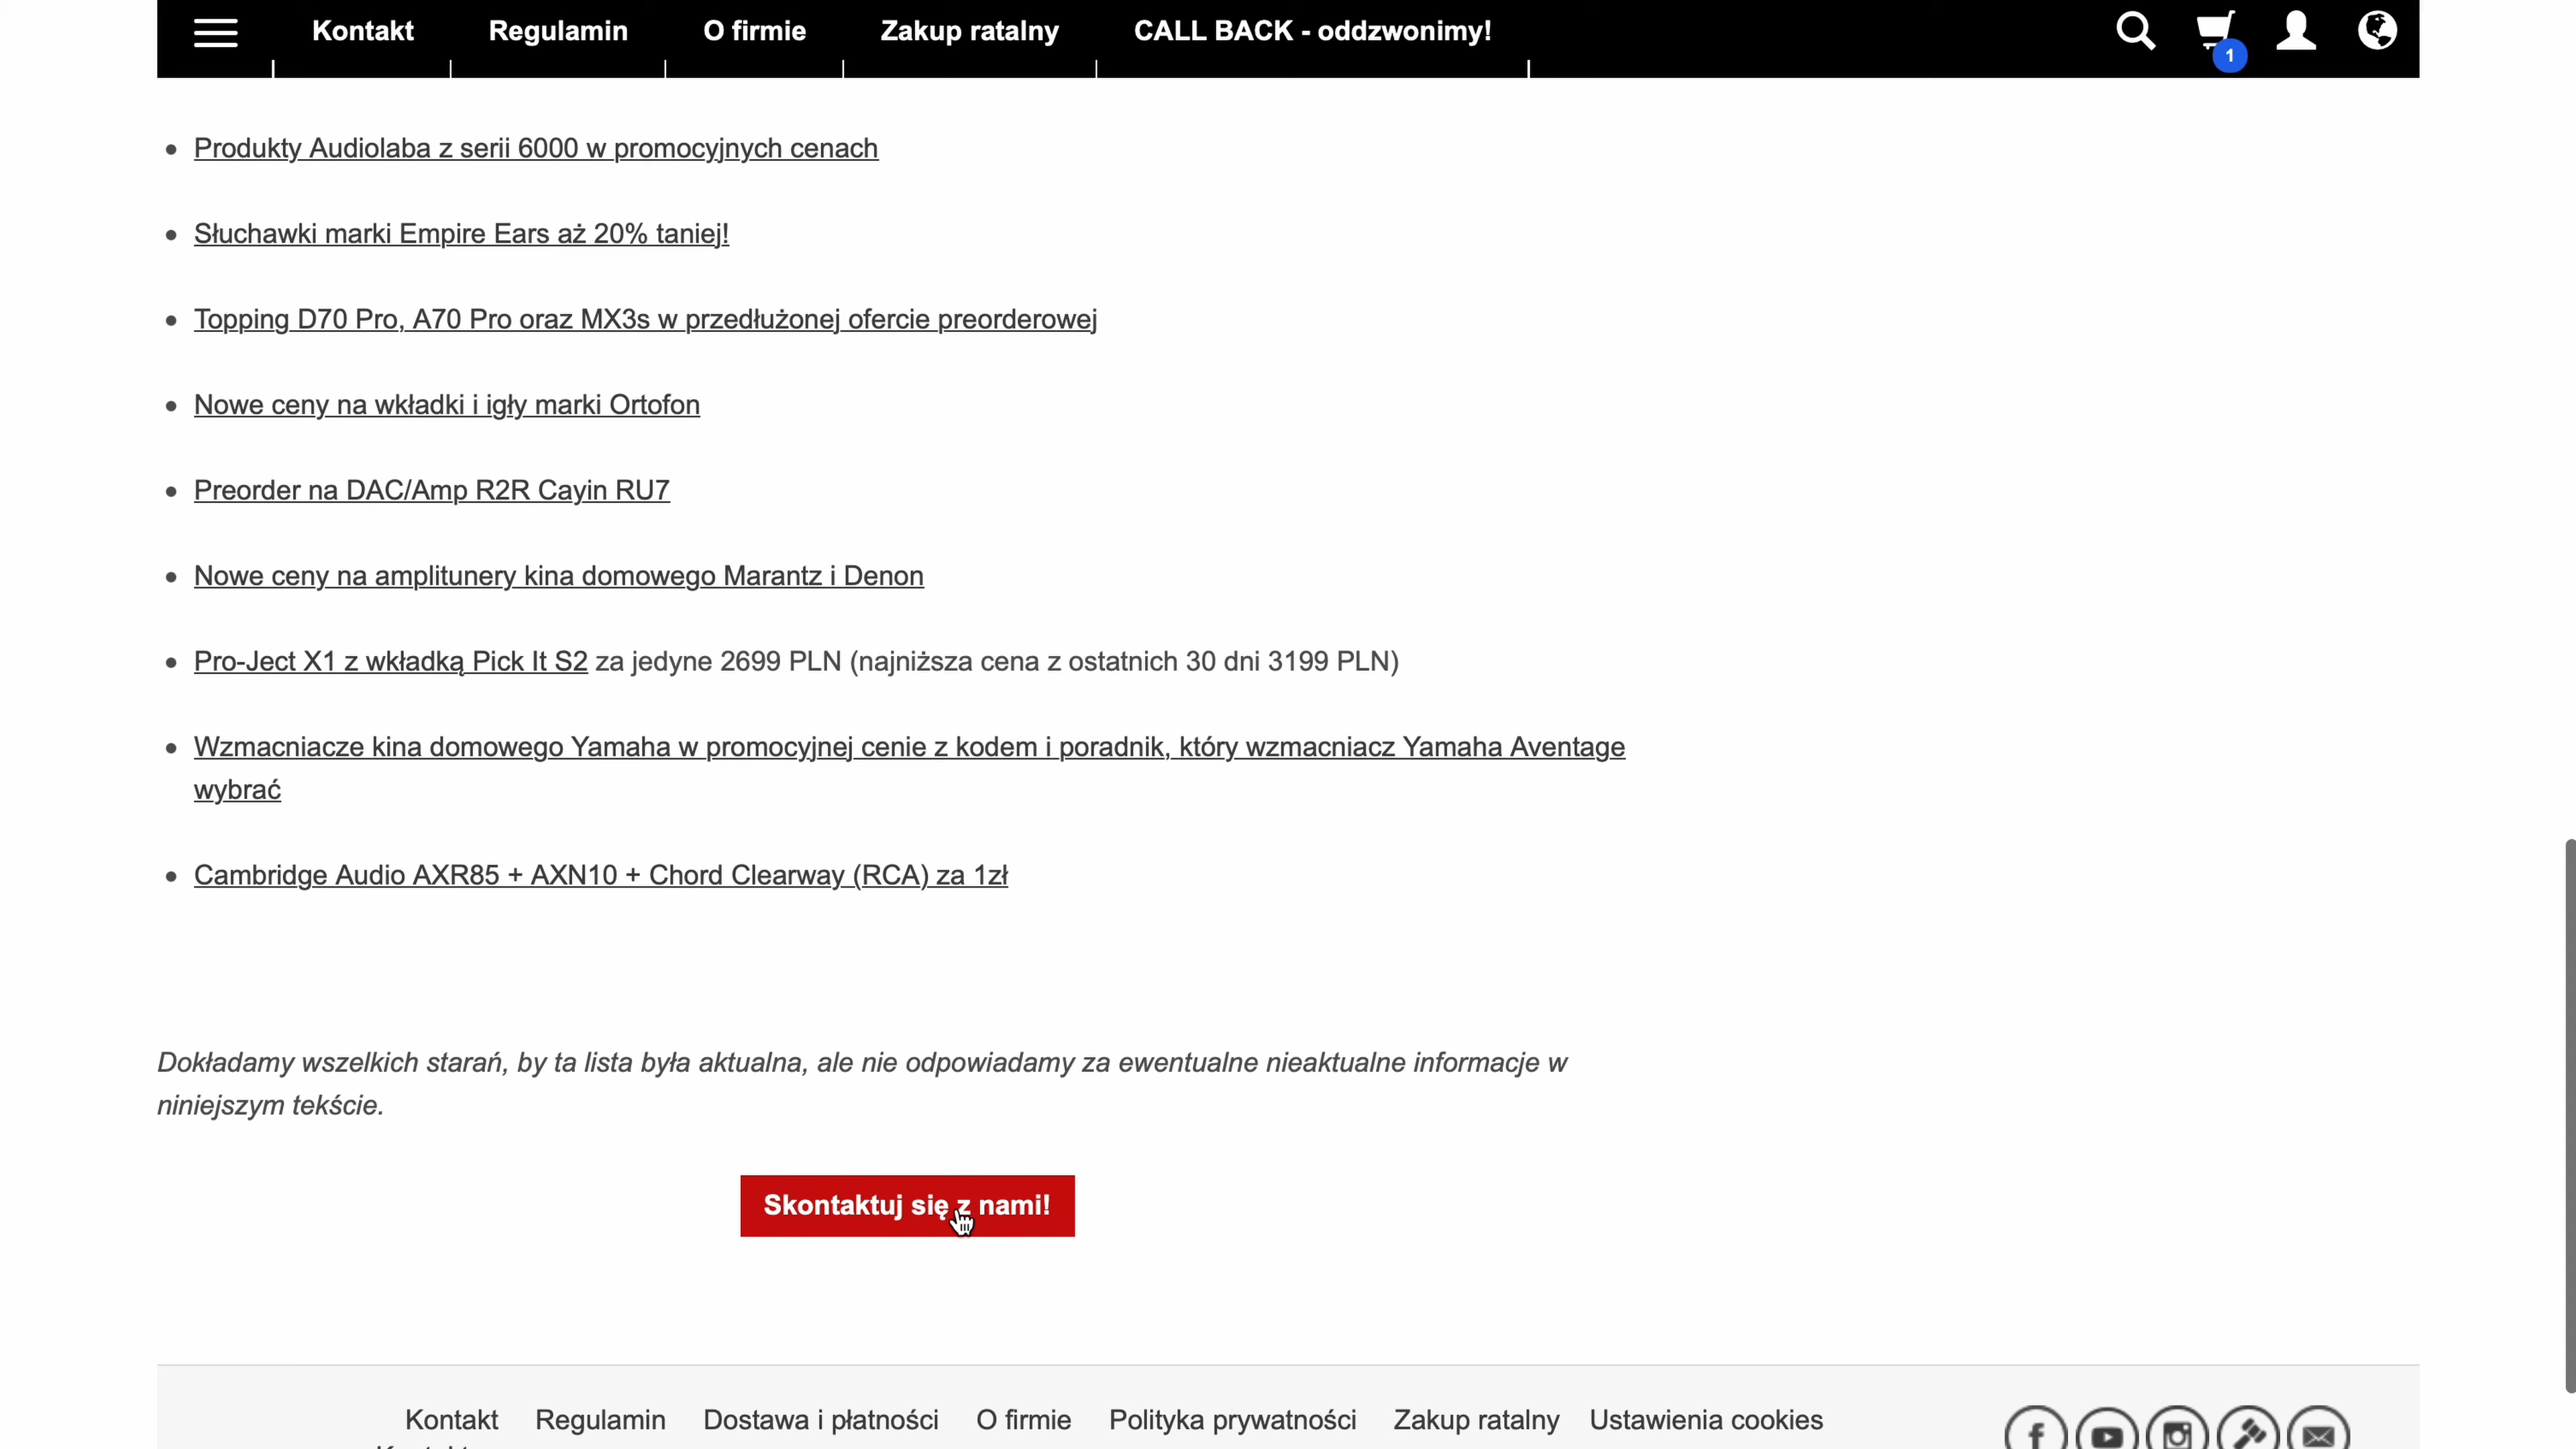 Kontakt Regulamin O firmie Zakup ratalny CALL BACK - oddzwonimy!
1
Produkty Audiolaba z serii 6000 w promocyjnych cenach
Słuchawki marki Empire Ears aż 20% taniej!
Topping D70 Pro, A70 Pro oraz MX3s w przedłużonej ofercie preorderowej
Nowe ceny na wkładki i igły marki Ortofon
Preorder na DAC/Amp R2R Cayin RU7
Nowe ceny na amplitunery kina domowego Marantz i Denon
Pro-Ject X1 z wkładką Pick It S2 za jedyne 2699 PLN (najniższa cena z ostatnich 30 dni 3199 PLN)
Wzmacniacze kina domowego Yamaha w promocyjnej cenie z kodem i poradnik, który wzmacniacz Yamaha Aventage
wybrać
Cambridge Audio AXR85 + AXN10 + Chord Clearway (RCA) za 1zł
Dokładamy wszelkich starań, by ta lista była aktualna, ale nie odpowiadamy za ewentualne nieaktualne informacje w
niniejszym tekście.
Skontaktuj się z nami!
Kontakt Regulamin Dostawa i płatności O firmie Polityka prywatności Zakup ratalny Ustawienia cookies